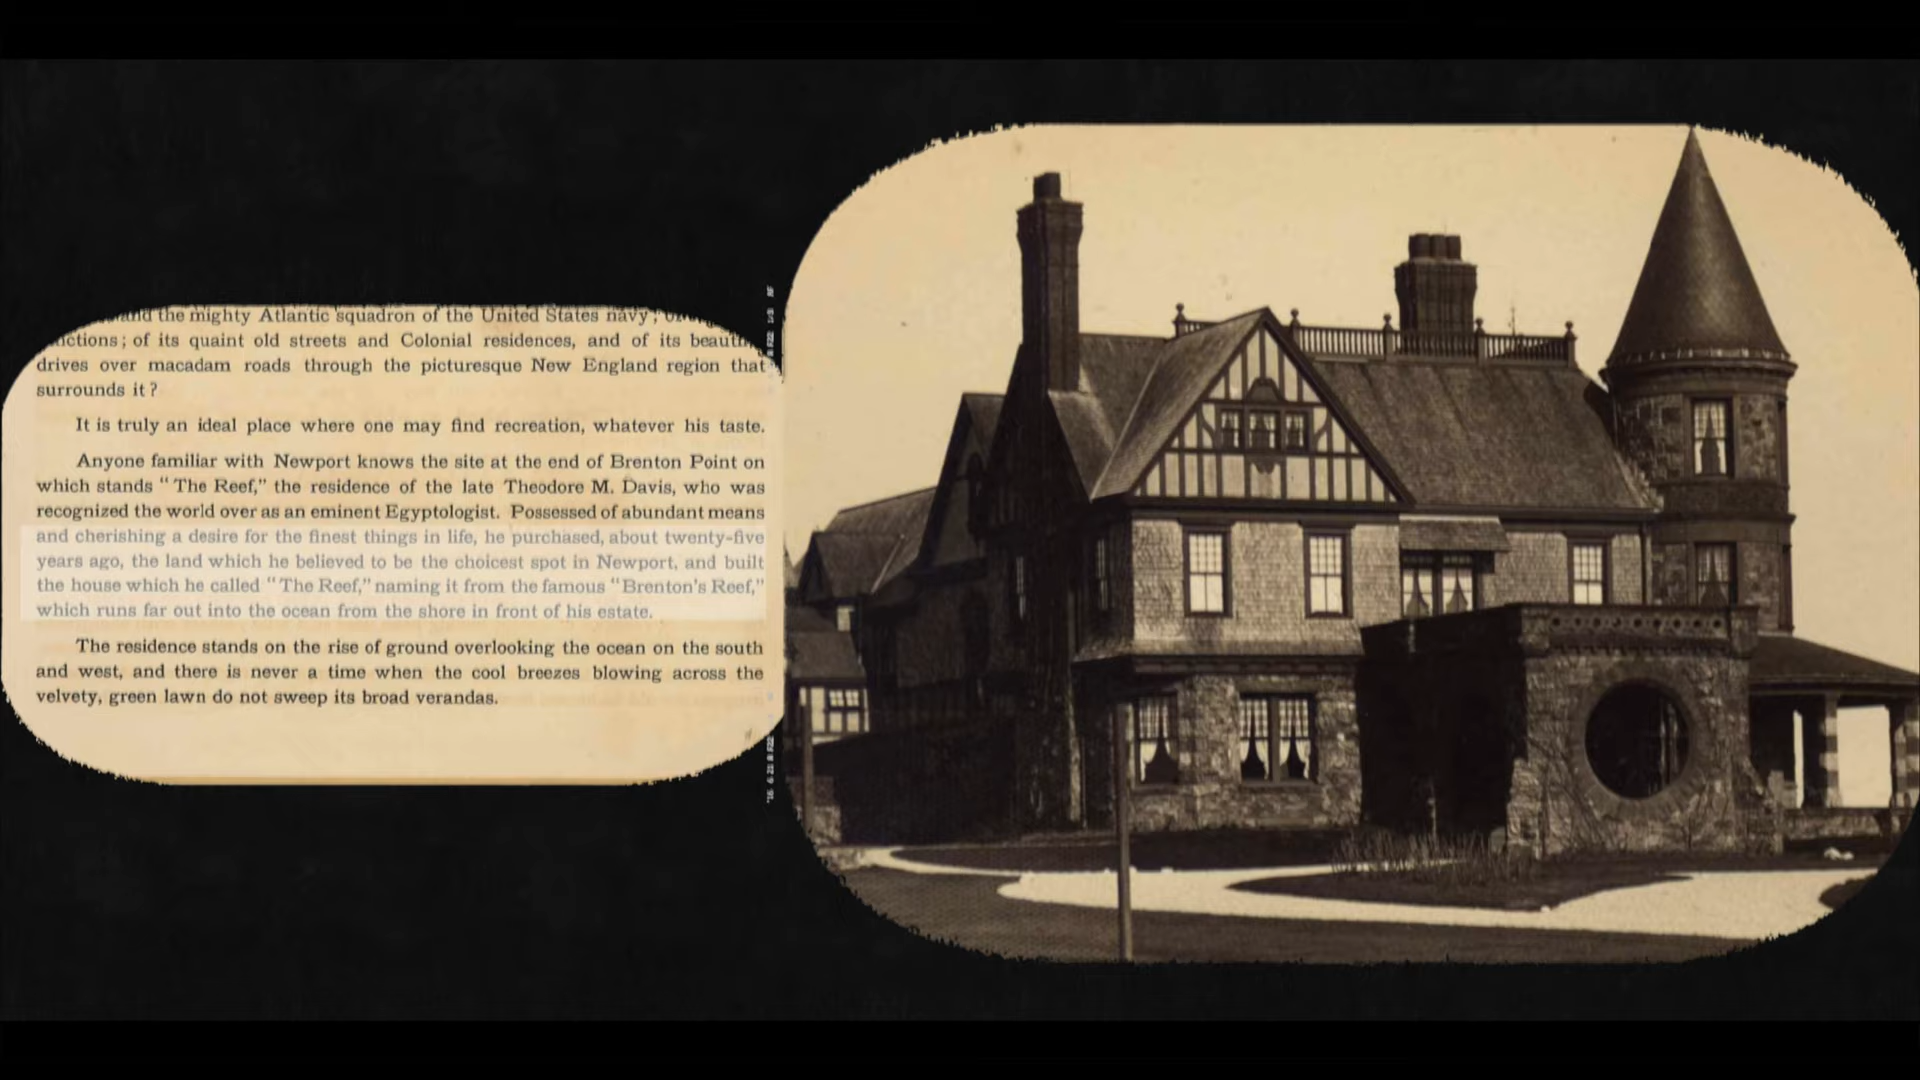 and the mighty Atlantic squadron of the United States navy;
of its quaint old streets and Colonial residences, and of its
drives over macadam roads through the picturesque New England region that
surrounds it?
It is truly an ideal place where one may find recreation, whatever his taste.
Anyone familiar with Newport knows the site at the end of Brenton Point on
which stands "The Reef," the residence of the late Theodore M. Davis, who was
recognized the world over as an eminent Egyptologist. Possessed of abundant means
and cherishing a desire for the finest things in life, he purchased, about twenty-five
years ago, the land which he believed to be the choicest spot in Newport, and built
the house which he called "The Reef," naming it from the famous "Brenton's Reef,"
which runs far out into the ocean from the shore in front of his estate.
The residence stands on the rise of ground overlooking the ocean on the south
and west, and there is never a time when the cool breezes blowing across the
velvety, green lawn do not sweep its broad verandas.